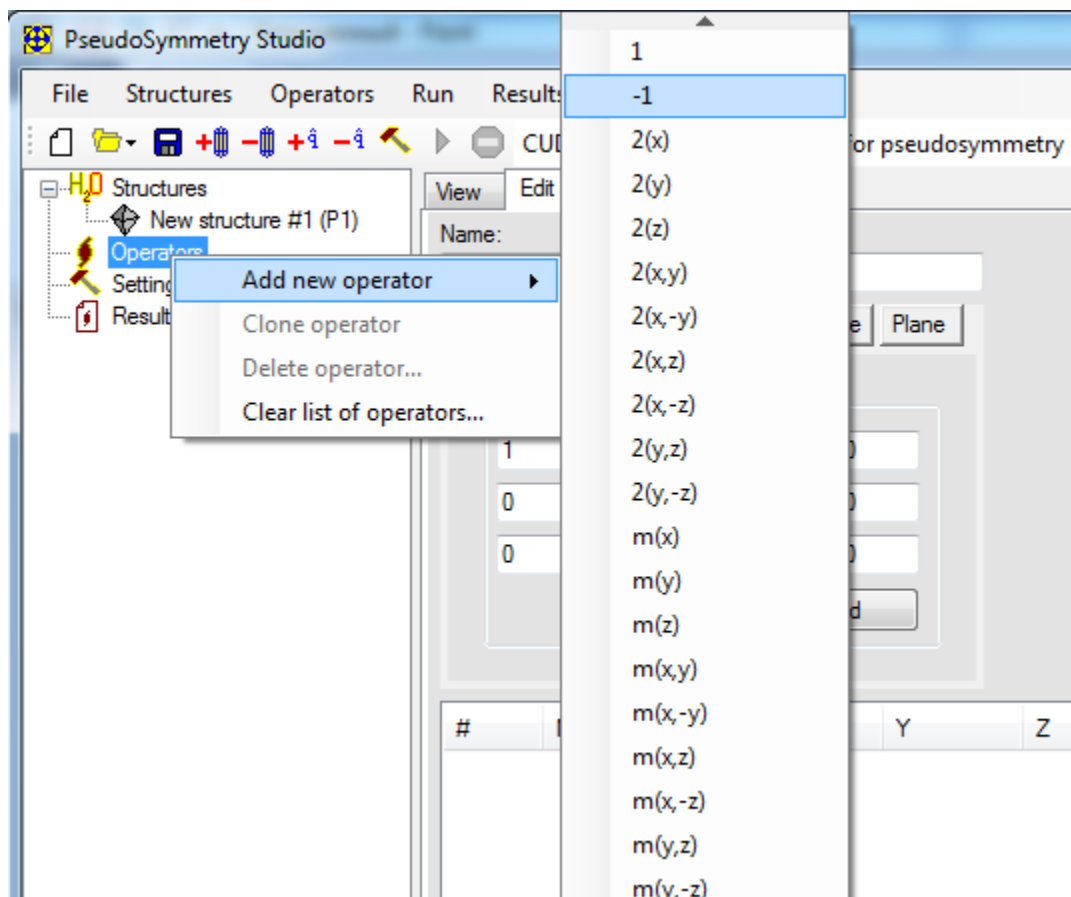 PseudoSymmetry Studio
File Structures Operators Run Results
or pseudosymmetry
Structures
New structure #1 (P1)
Operators
View Edit
Name:
Plane
Add new operator
Clone operator
Delete operator...
Clear list of operators...
1
0
0
# Y Z
1
-1
2(x)
2(y)
2(z)
2(x,y)
2(x,-y)
2(x,z)
2(x,-z)
2(y,z)
2(y,-z)
m(x)
m(y)
m(z)
m(x,y)
m(x,-y)
m(x,z)
m(x,-z)
m(y,z)
m(y,-z)